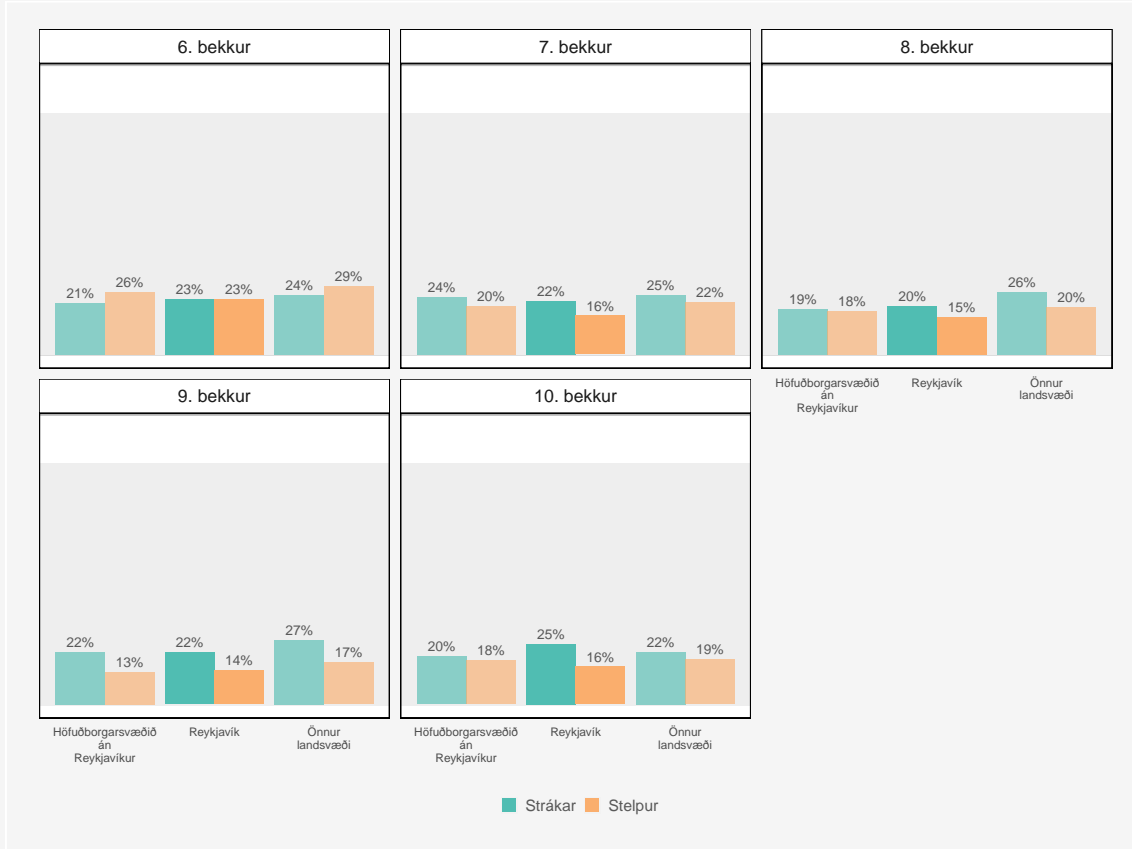 6. bekkur
7. bekkur
8. bekkur
21%
26%
23%
23%
24%
29%
24%
20%
22%
16%
25%
22%
19%
18%
20%
15%
26%
20%
Höfuðborgarsvæðið
án
Reykjavíkur
Reykjavík
Önnur
landsvæði
9. bekkur
10. bekkur
22%
13%
22%
14%
27%
17%
20%
18%
25%
16%
22%
19%
Höfuðborgarsvæðið
án
Reykjavíkur
Reykjavík
Önnur
landsvæði
Höfuðborgarsvæðið
án
Reykjavíkur
Reykjavík
Önnur
landsvæði
Strákar
Stelpur